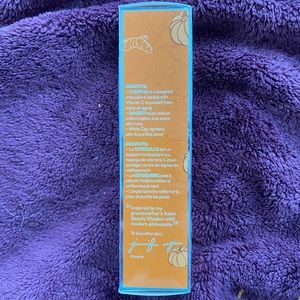 BENEFITS:
• PUMPKIN is a powerful
antioxidant loaded with
Vitamin C to protect from
signs of aging
• GINGER helps reduce
inflammation and evens
skin tone
• White Clay tightens
skin & purifies pores
BIENFAITS:
• La CITROUILLE est un
puissant antioxydant qui
regorge de vitamine C pour
protéger contre les signes du
vieillissement
• Le GINGEMBRE aide à
réduire l'inflammation et
uniformise le teint
• L'argile blanche raffermit la
peau et purifie les pores
"Inspired by my
grandmother's Asian
Beauty Wisdom with
modern philosophy"
To beautiful skin,